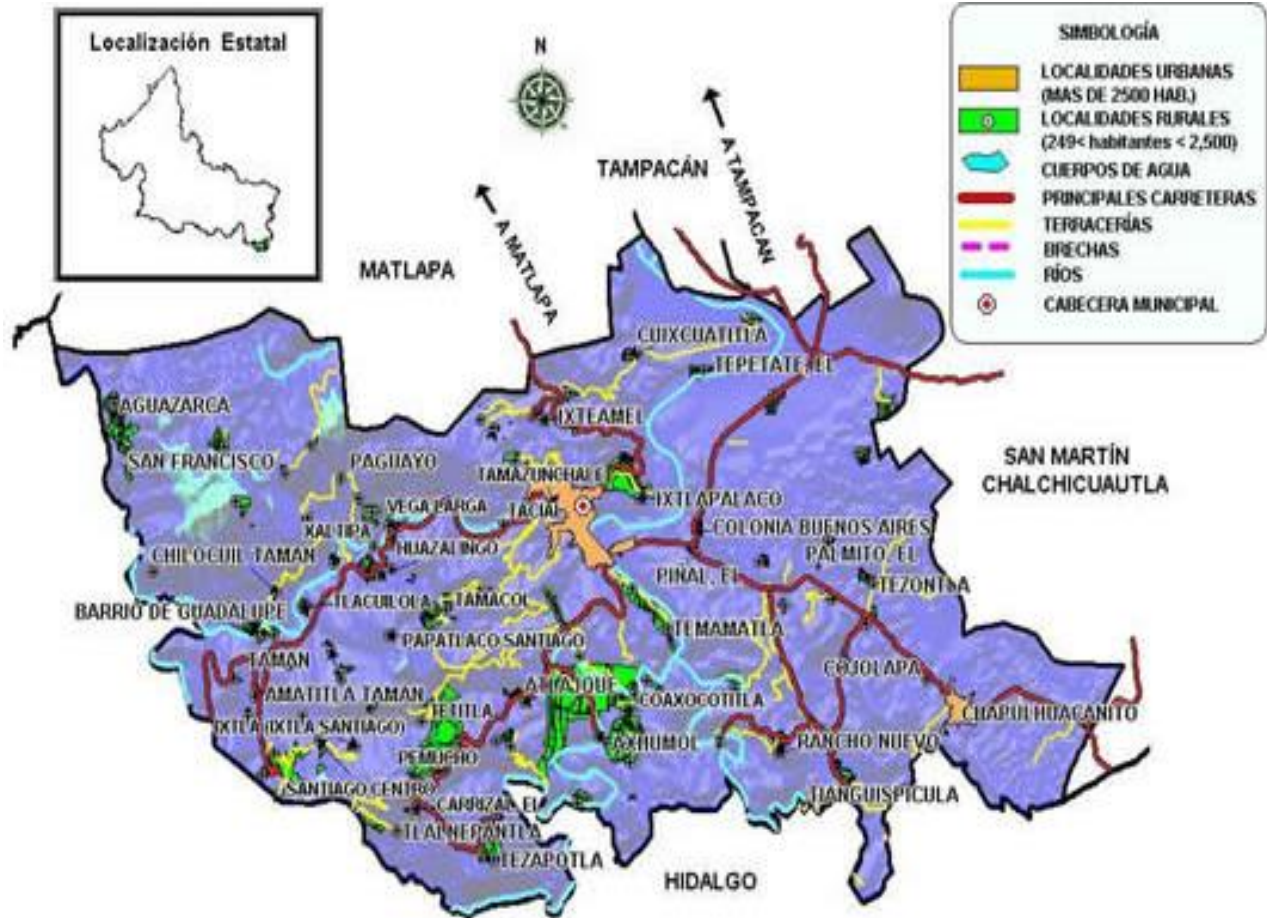 Localización Estatal
N
SIMBOLOGÍA
LOCALIDADES URBANAS
(MAS DE 2500 HAB.)
LOCALIDADES RURALES
(249< habitantes < 2,500)
CUERPOS DE AGUA
PRINCIPALES CARRETERAS
TERRACERÍAS
BRECHAS
RÍOS
CABECERA MUNICIPAL
TAMPACÁN
A TAMPACAN
A MATLAPA
MATLAPA
CUIXCUATITLA
TEPETATE, EL
AGUAZARCA
IXTEAMEL
SAN FRANCISCO
PAGUAYO
TAMAZUNCHALE
SAN MARTÍN
CHALCHICUAUTLA
VEGA LARGA
TACIAL
IXTLAPALACO
XALTIPA
COLONIA BUENOS AIRES
CHILOCUIL TAMAN
HUAZALINGO
PALMITO, EL
PIÑAL, EL
TEZONTLA
BARRIO DE GUADALUPE
TLACUILOLA
TAMACOL
PAPATLACO SANTIAGO
TEMAMATLA
TAMAN
COJOLAPA
AMATITLA TAMÁN
ATLAJQUE
COAXOCOTITLA
TETITLA
CHAPULHUACANITO
IXTLA (IXTLA SANTIAGO)
PEMUCHO
AXHUMOL
RANCHO NUEVO
SANTIAGO CENTRO
TIANGUISPICULA
CARRIZAL EL
TLALNEPANTLA
TEZAPOTLA
HIDALGO